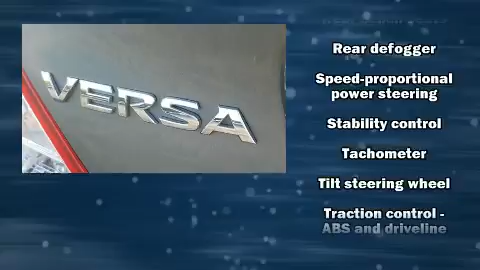 VERSA
Rear defogger
Speed-proportional
power steering
Stability control
Tachometer
Tilt steering wheel
Traction control -
ABS and driveline